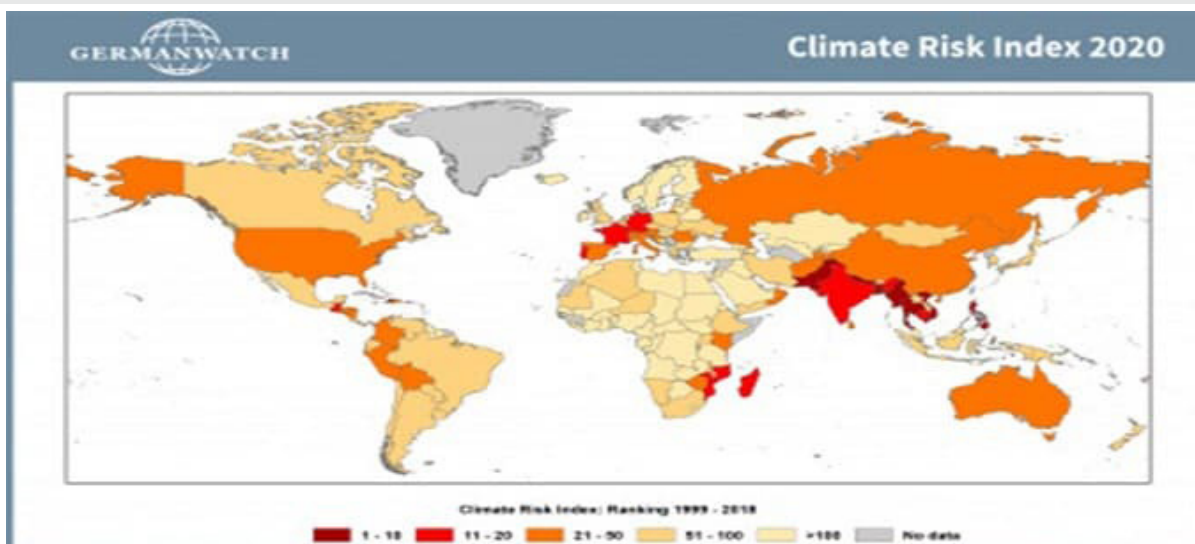 GERMANWATCH
Climate Risk Index 2020
Climate Risk Index: Ranking 1999 - 2018
1 - 10 11 - 20 21 - 50 51 - 100 >100 No data